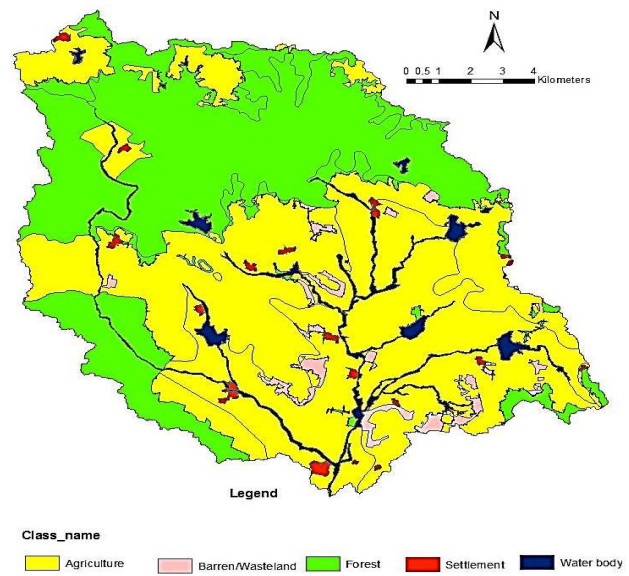 N
0 0.5 1 2 3 4
Kilometers
Legend
Class_name
Agriculture Barren/Wasteland Forest Settlement Water body